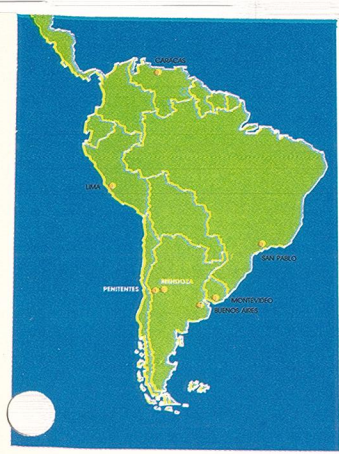 CARACAS
LIMA
SAN PABLO
PENITENTES
MENDOZA
MONTEVIDEO
BUENOS AIRES